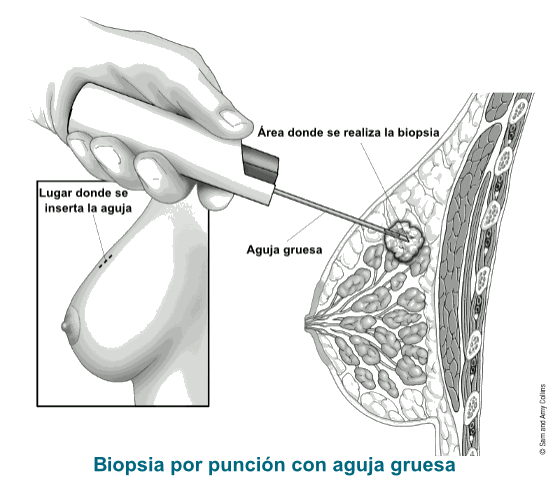 Área donde se realiza la biopsia
Lugar donde se
inserta la aguja
Aguja gruesa
© Sam and Amy Collins
Biopsia por punción con aguja gruesa